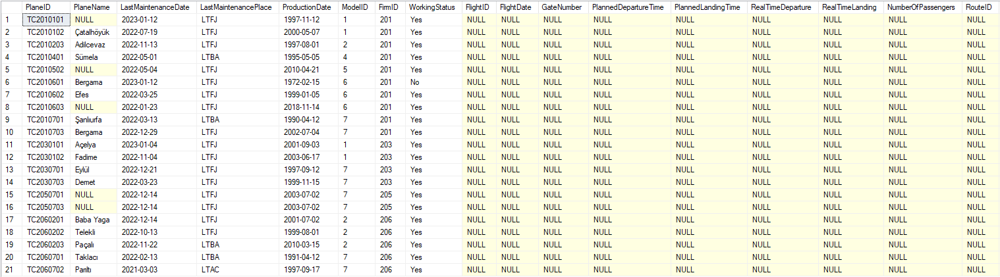 PlaneID PlaneName LastMaintenanceDate LastMaintenancePlace ProductionDate ModelID FirmID WorkingStatus FlightID FlightDate GateNumber PlannedDepartureTime PlannedLandingTime RealTimeDeparture RealTimeLanding NumberOfPassengers RouteID
1 TC2010101 NULL 2023-01-12 LTFJ 1997-11-12 1 201 Yes NULL NULL NULL NULL NULL NULL NULL NULL NULL
2 TC2010102 Çatalhöyük 2022-07-19 LTFJ 2000-05-07 1 201 Yes NULL NULL NULL NULL NULL NULL NULL NULL NULL
3 TC2010203 Adilcevaz 2022-11-13 LTFJ 1997-08-01 2 201 Yes NULL NULL NULL NULL NULL NULL NULL NULL NULL
4 TC2010401 Sümela 2022-05-01 LTBA 1995-05-05 4 201 Yes NULL NULL NULL NULL NULL NULL NULL NULL NULL
5 TC2010502 NULL 2022-05-04 LTFJ 2010-04-21 5 201 Yes NULL NULL NULL NULL NULL NULL NULL NULL NULL
6 TC2010601 Bergama 2023-01-12 LTFJ 1972-02-15 6 201 No NULL NULL NULL NULL NULL NULL NULL NULL NULL
7 TC2010602 Efes 2022-03-25 LTFJ 1999-01-05 6 201 Yes NULL NULL NULL NULL NULL NULL NULL NULL NULL
8 TC2010603 NULL 2022-01-23 LTFJ 2018-11-14 6 201 Yes NULL NULL NULL NULL NULL NULL NULL NULL NULL
9 TC2010701 Şanlıurfa 2022-03-13 LTBA 1990-04-12 7 201 Yes NULL NULL NULL NULL NULL NULL NULL NULL NULL
10 TC2010703 Bergama 2022-12-29 LTFJ 2002-07-04 7 201 Yes NULL NULL NULL NULL NULL NULL NULL NULL NULL
11 TC2030101 Açelya 2023-01-04 LTFJ 2001-09-03 1 203 Yes NULL NULL NULL NULL NULL NULL NULL NULL NULL
12 TC2030102 Fadime 2022-11-04 LTFJ 2003-06-17 1 203 Yes NULL NULL NULL NULL NULL NULL NULL NULL NULL
13 TC2030701 Eylül 2022-12-21 LTFJ 1997-09-12 7 203 Yes NULL NULL NULL NULL NULL NULL NULL NULL NULL
14 TC2030703 Demet 2022-03-23 LTFJ 1999-11-15 7 203 Yes NULL NULL NULL NULL NULL NULL NULL NULL NULL
15 TC2050701 NULL 2022-12-14 LTFJ 2003-07-02 7 205 Yes NULL NULL NULL NULL NULL NULL NULL NULL NULL
16 TC2050703 NULL 2022-12-14 LTFJ 2003-07-02 7 205 Yes NULL NULL NULL NULL NULL NULL NULL NULL NULL
17 TC2060201 Baba Yaga 2022-12-14 LTFJ 2001-07-02 2 206 Yes NULL NULL NULL NULL NULL NULL NULL NULL NULL
18 TC2060202 Telekli 2022-10-13 LTFJ 1999-08-01 2 206 Yes NULL NULL NULL NULL NULL NULL NULL NULL NULL
19 TC2060203 Paçalı 2022-11-22 LTBA 2010-03-15 2 206 Yes NULL NULL NULL NULL NULL NULL NULL NULL NULL
20 TC2060701 Taklacı 2022-02-13 LTBA 1991-04-12 7 206 Yes NULL NULL NULL NULL NULL NULL NULL NULL NULL
21 TC2060702 Parıltı 2021-03-03 LTAC 1997-09-17 7 206 Yes NULL NULL NULL NULL NULL NULL NULL NULL NULL